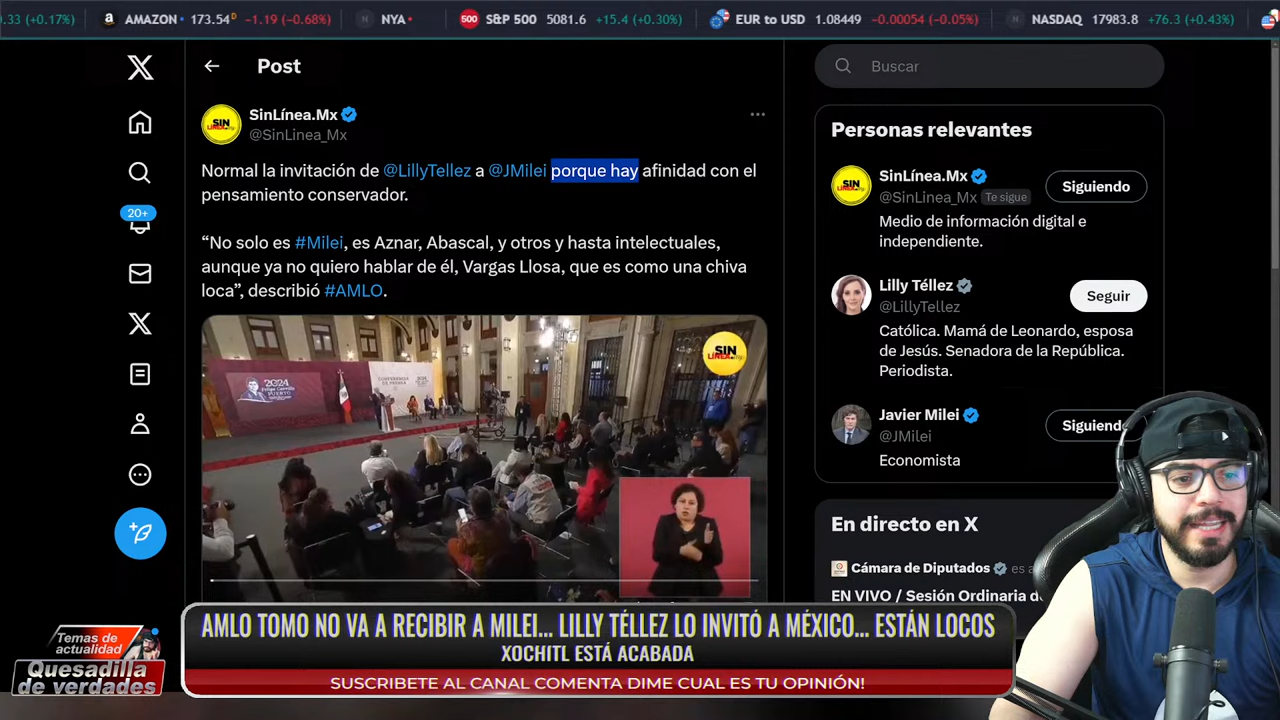 .33 (+0.17%) AMAZON 173.54 D -1.19 (-0.68%) NYA S&P 500 5081.6 +15.4 (+0.30%) EUR to USD 1.08449 -0.00054 (-0.05%) NASDAQ 17983.8 +76.3 (+0.43%)
Post
Buscar
SinLínea.Mx
@SinLinea_Mx
Normal la invitación de @LillyTellez a @JMilei porque hay afinidad con el
pensamiento conservador.
“No solo es #Milei, es Aznar, Abascal, y otros y hasta intelectuales,
aunque ya no quiero hablar de él, Vargas Llosa, que es como una chiva
loca”, describió #AMLO.
20+
SIN
LÍNEA.mx
2024
CONFERENCIA
DE PRENSA
Personas relevantes
SinLínea.Mx
@SinLinea_Mx Te sigue
Siguiendo
Medio de información digital e
independiente.
Lilly Téllez
@LillyTellez
Seguir
Católica. Mamá de Leonardo, esposa
de Jesús. Senadora de la República.
Periodista.
Javier Milei
@JMilei
Siguiendo
Economista
En directo en X
Cámara de Diputados es
EN VIVO / Sesión Ordinaria d
Temas de
actualidad
Quesadilla
de verdades
AMLO TOMO NO VA A RECIBIR A MILEI... LILLY TÉLLEZ LO INVITÓ A MÉXICO... ESTÁN LOCOS
XOCHITL ESTÁ ACABADA
SUSCRIBETE AL CANAL COMENTA DIME CUAL ES TU OPINIÓN!